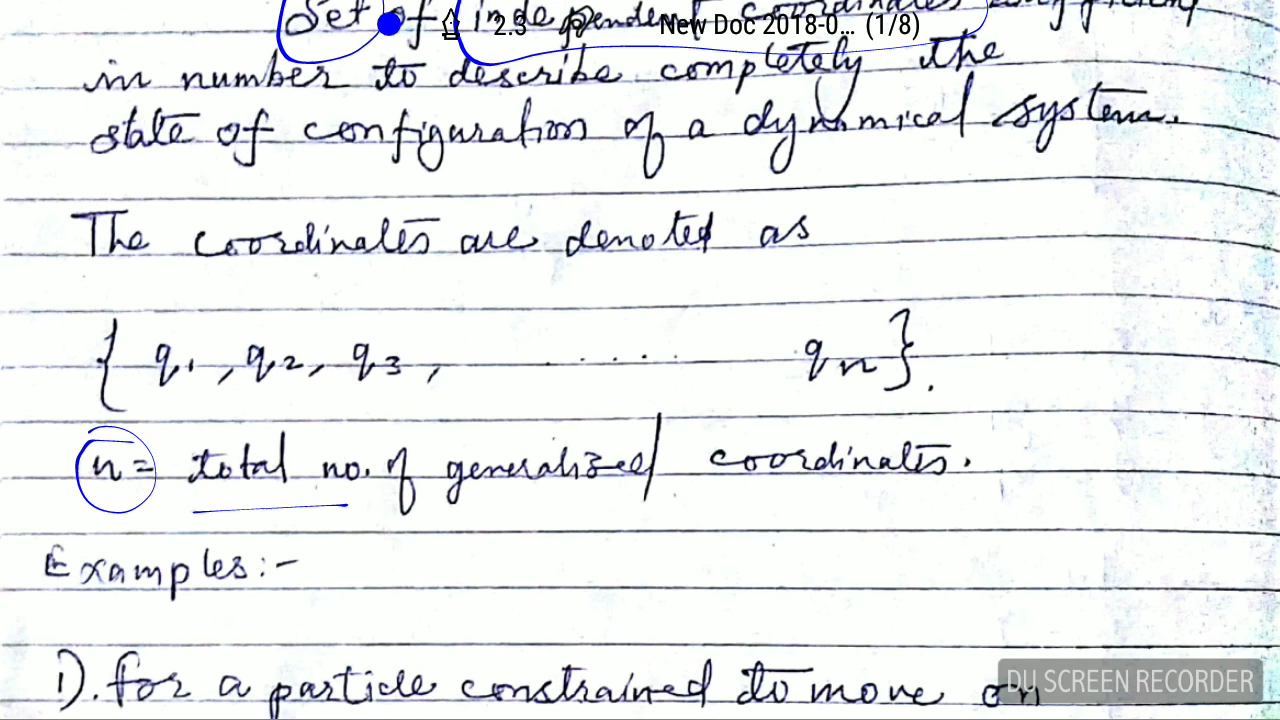 Set of independent coordinates sufficient
2.3 New Doc 2018-0... (1/8)
in number to describe completely the
state of configuration of a dynamical system.
The coordinates are denoted as
{ q1, q2, q3, ........ qn}.
n = total no. of generalized coordinates.
Examples:-
1). for a particle constrained to move on
DU SCREEN RECORDER